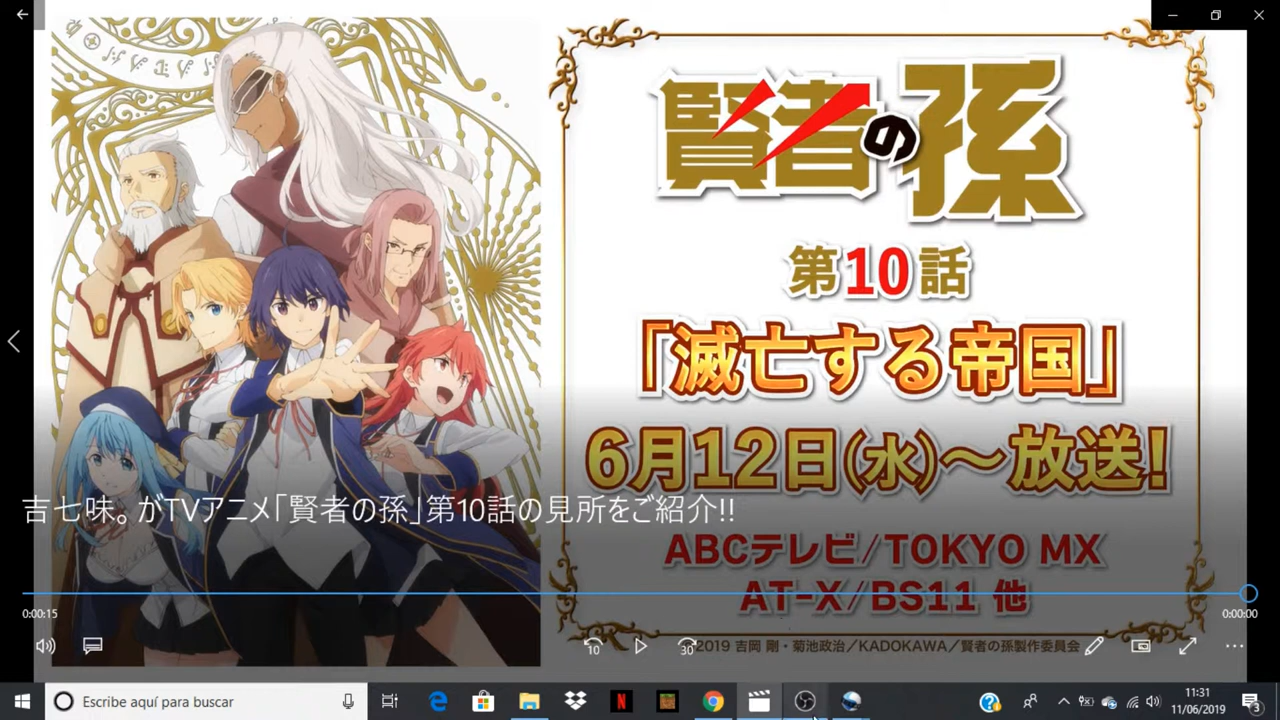 賢者の孫
第10話
「滅亡する帝国」
6月12日(水)〜放送!
吉七味。がTVアニメ「賢者の孫」第10話の見所をご紹介!!
ABCテレビ/TOKYO MX
AT-X/BS11 他
0:00:15
0:00:00
10
30
©2019 吉岡 剛・菊池政治/KADOKAWA/賢者の孫製作委員会
Escribe aquí para buscar
11:31
11/06/2019
3